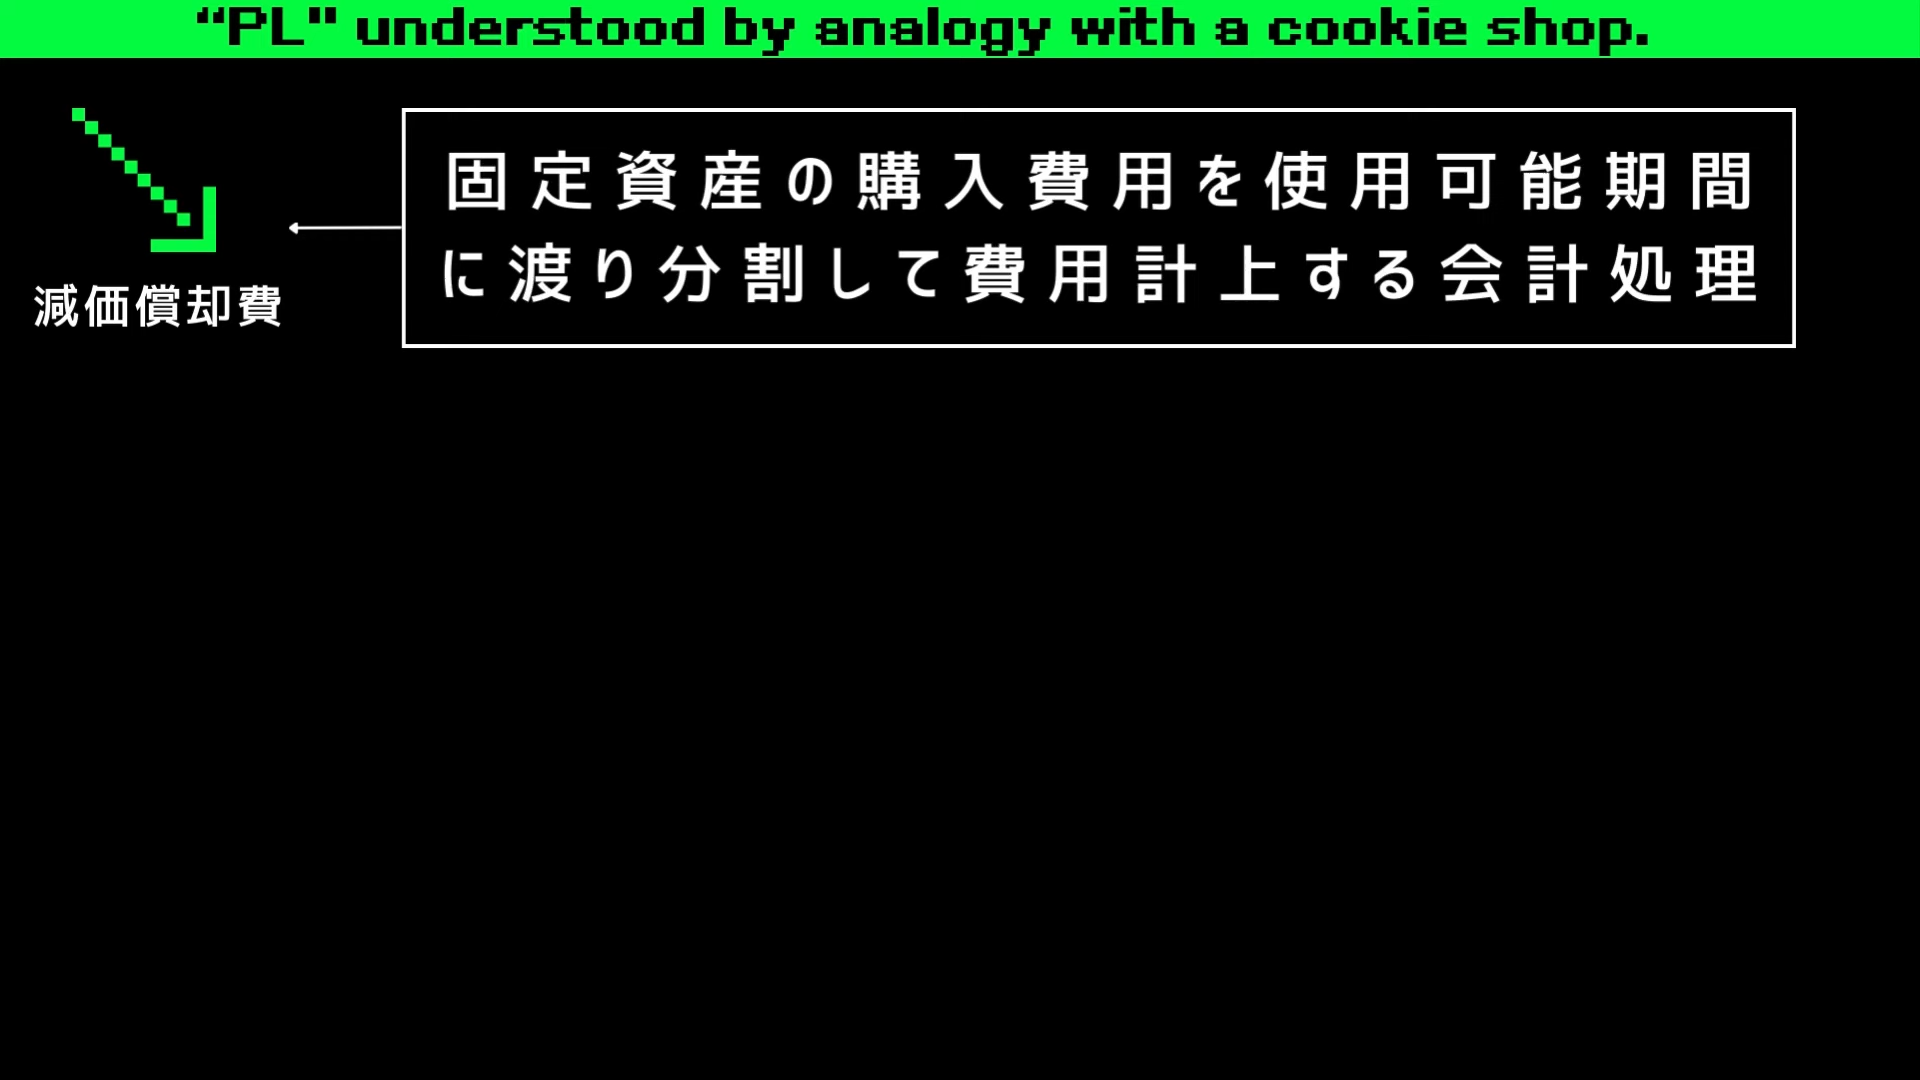 “PL" understood by analogy with a cookie shop.
固定資産の購入費用を使用可能期間
に渡り分割して費用計上する会計処理
減価償却費